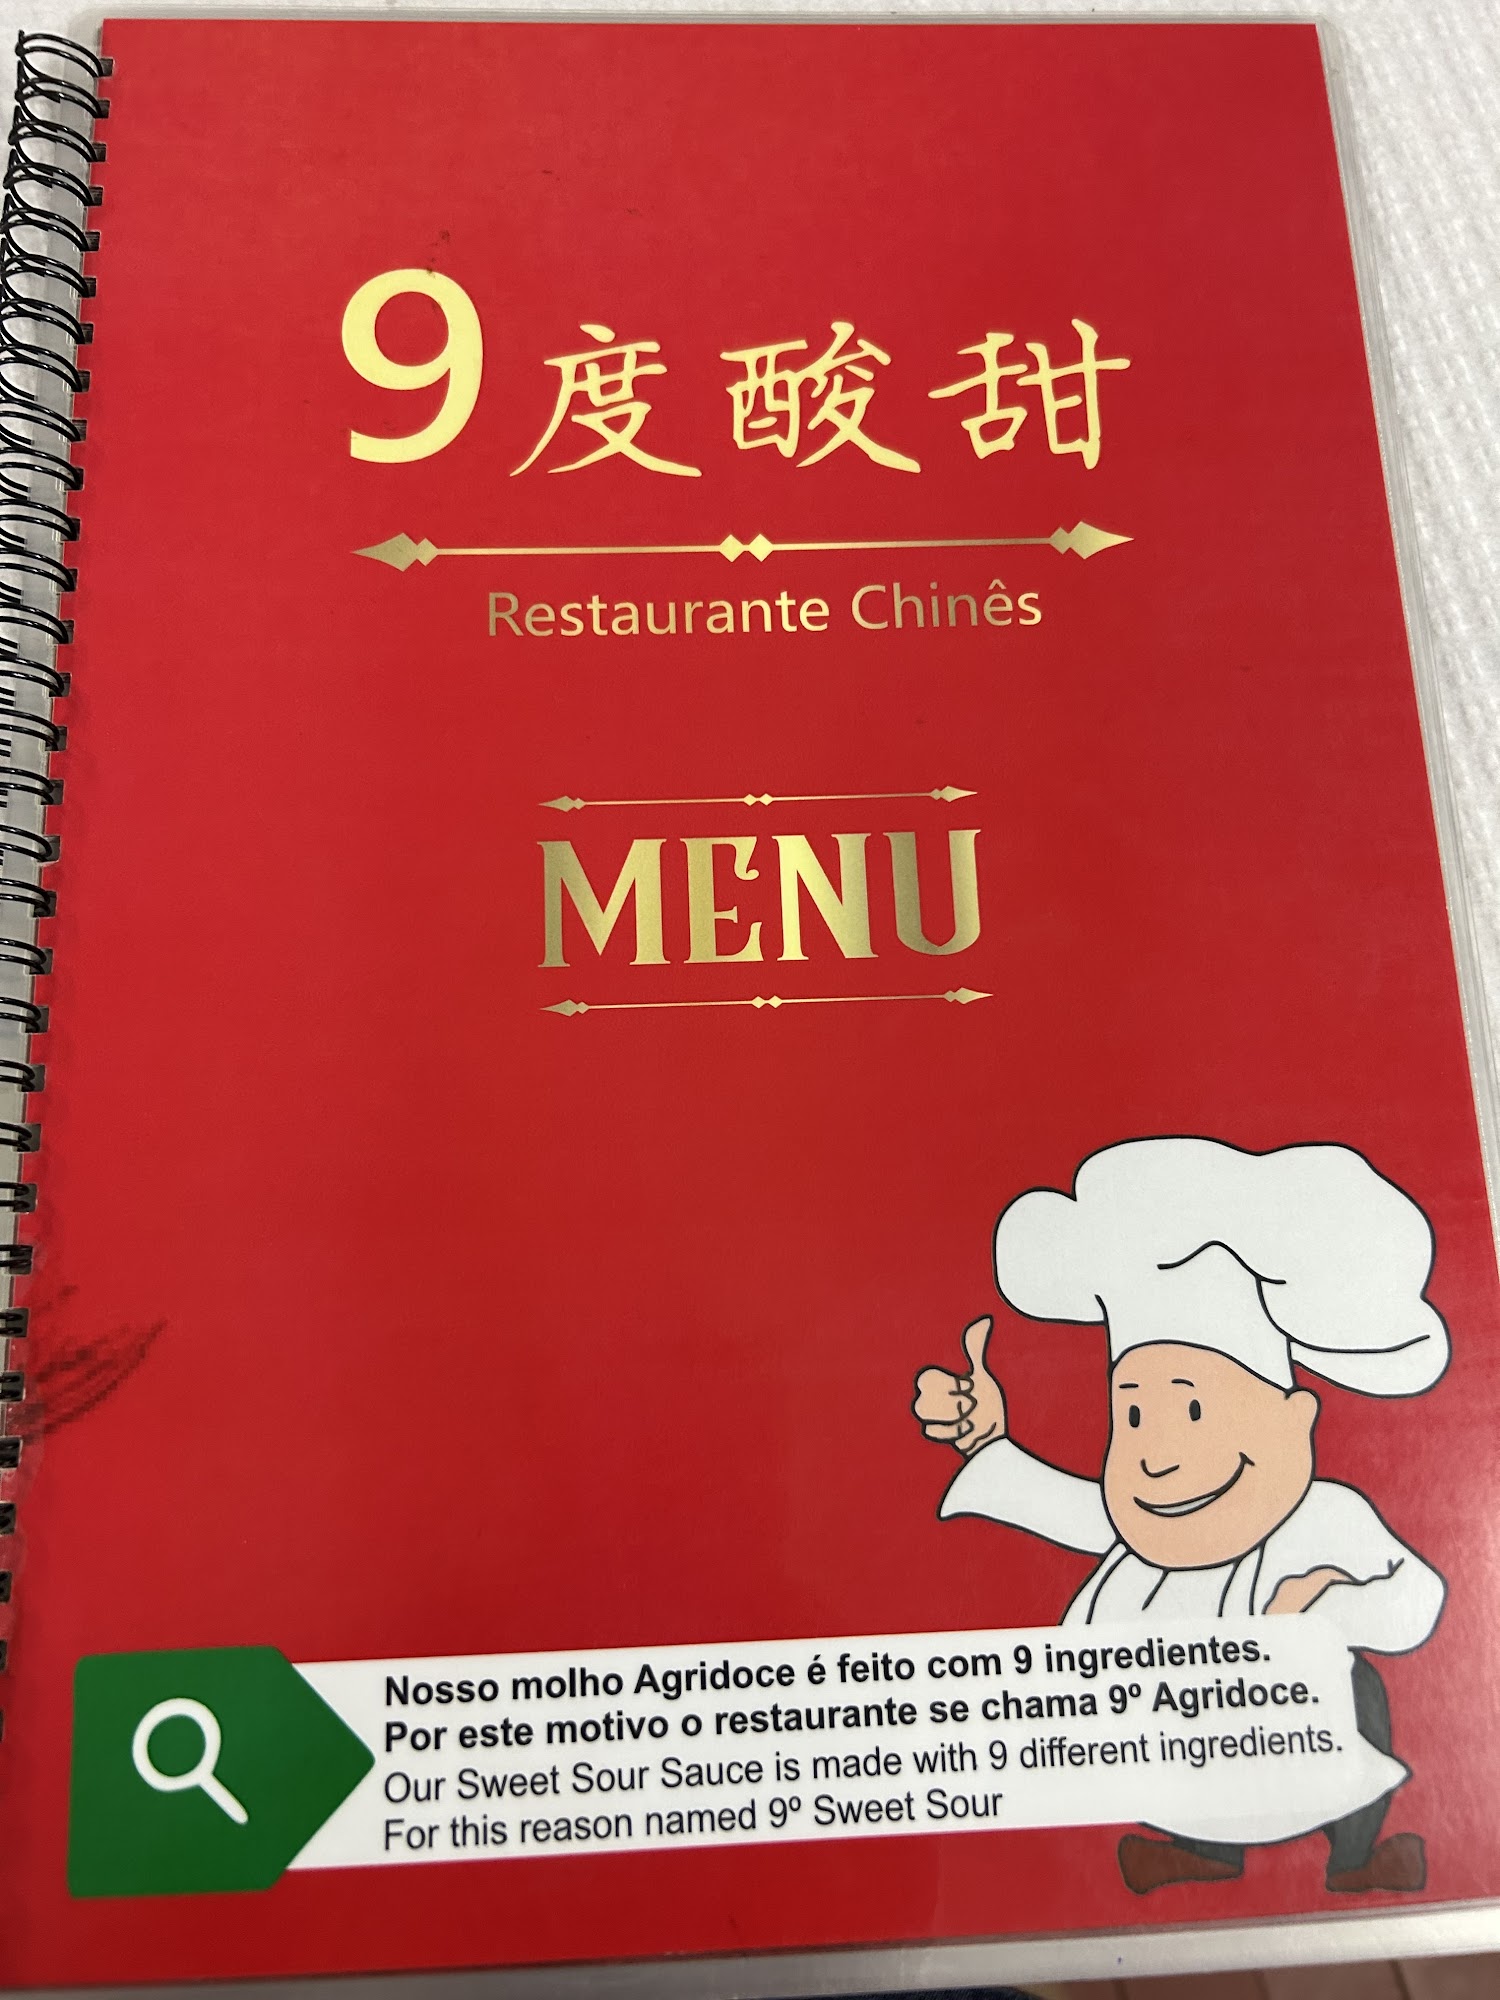 9度酸甜
Restaurante Chinês
MENU
Nosso molho Agridoce é feito com 9 ingredientes.
Por este motivo o restaurante se chama 9º Agridoce.
Our Sweet Sour Sauce is made with 9 different ingredients.
For this reason named 9º Sweet Sour